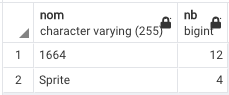 nom nb
character varying (255) bigint
1 1664 12
2 Sprite 4